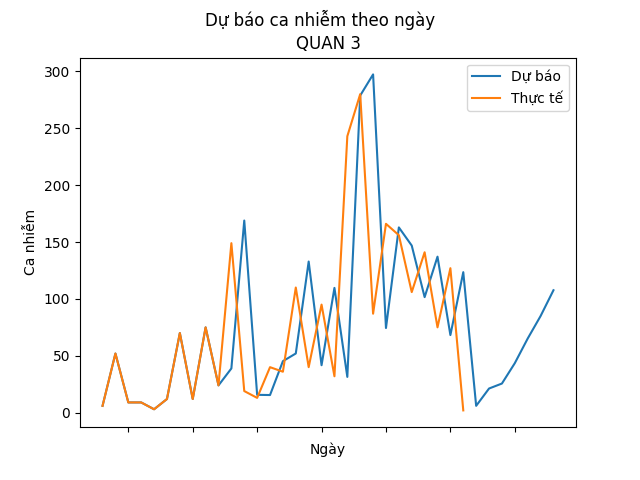 Dự báo ca nhiễm theo ngày
QUAN 3
Dự báo
Thực tế
300
250
200
150
100
50
0
Ca nhiễm
Ngày